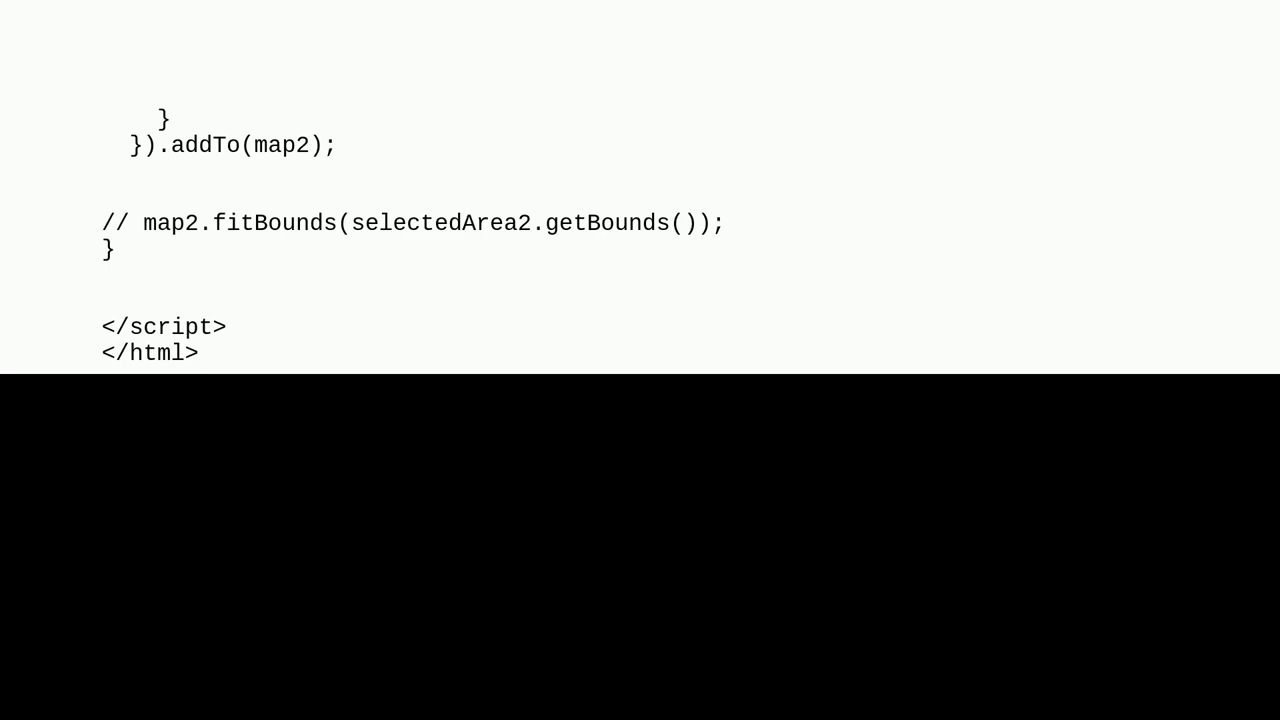 }
  }).addTo(map2);
// map2.fitBounds(selectedArea2.getBounds());
}
</script>
</html>